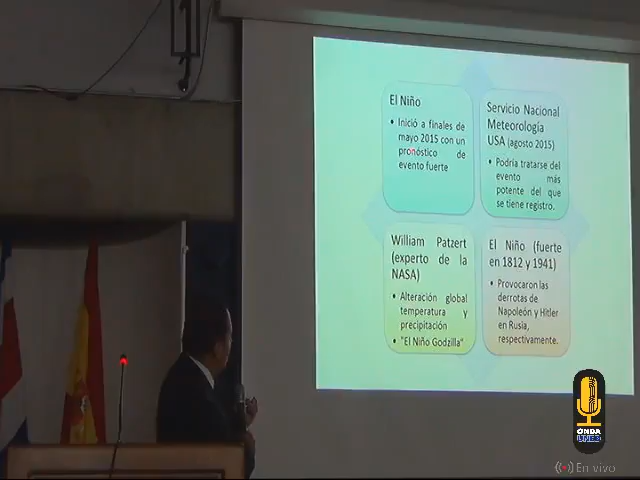 El Niño
• Inició a finales de
mayo 2015 con un
pronóstico de
evento fuerte
Servicio Nacional
Meteorología
USA (agosto 2015)
• Podría tratarse del
evento más
potente del que
se tiene registro.
William Patzert
(experto de la
NASA)
• Alteración global
temperatura y
precipitación
• "El Niño Godzilla"
El Niño (fuerte
en 1812 y 1941)
• Provocaron las
derrotas de
Napoleón y Hitler
en Rusia,
respectivamente.
ONDA
UNED
En vivo